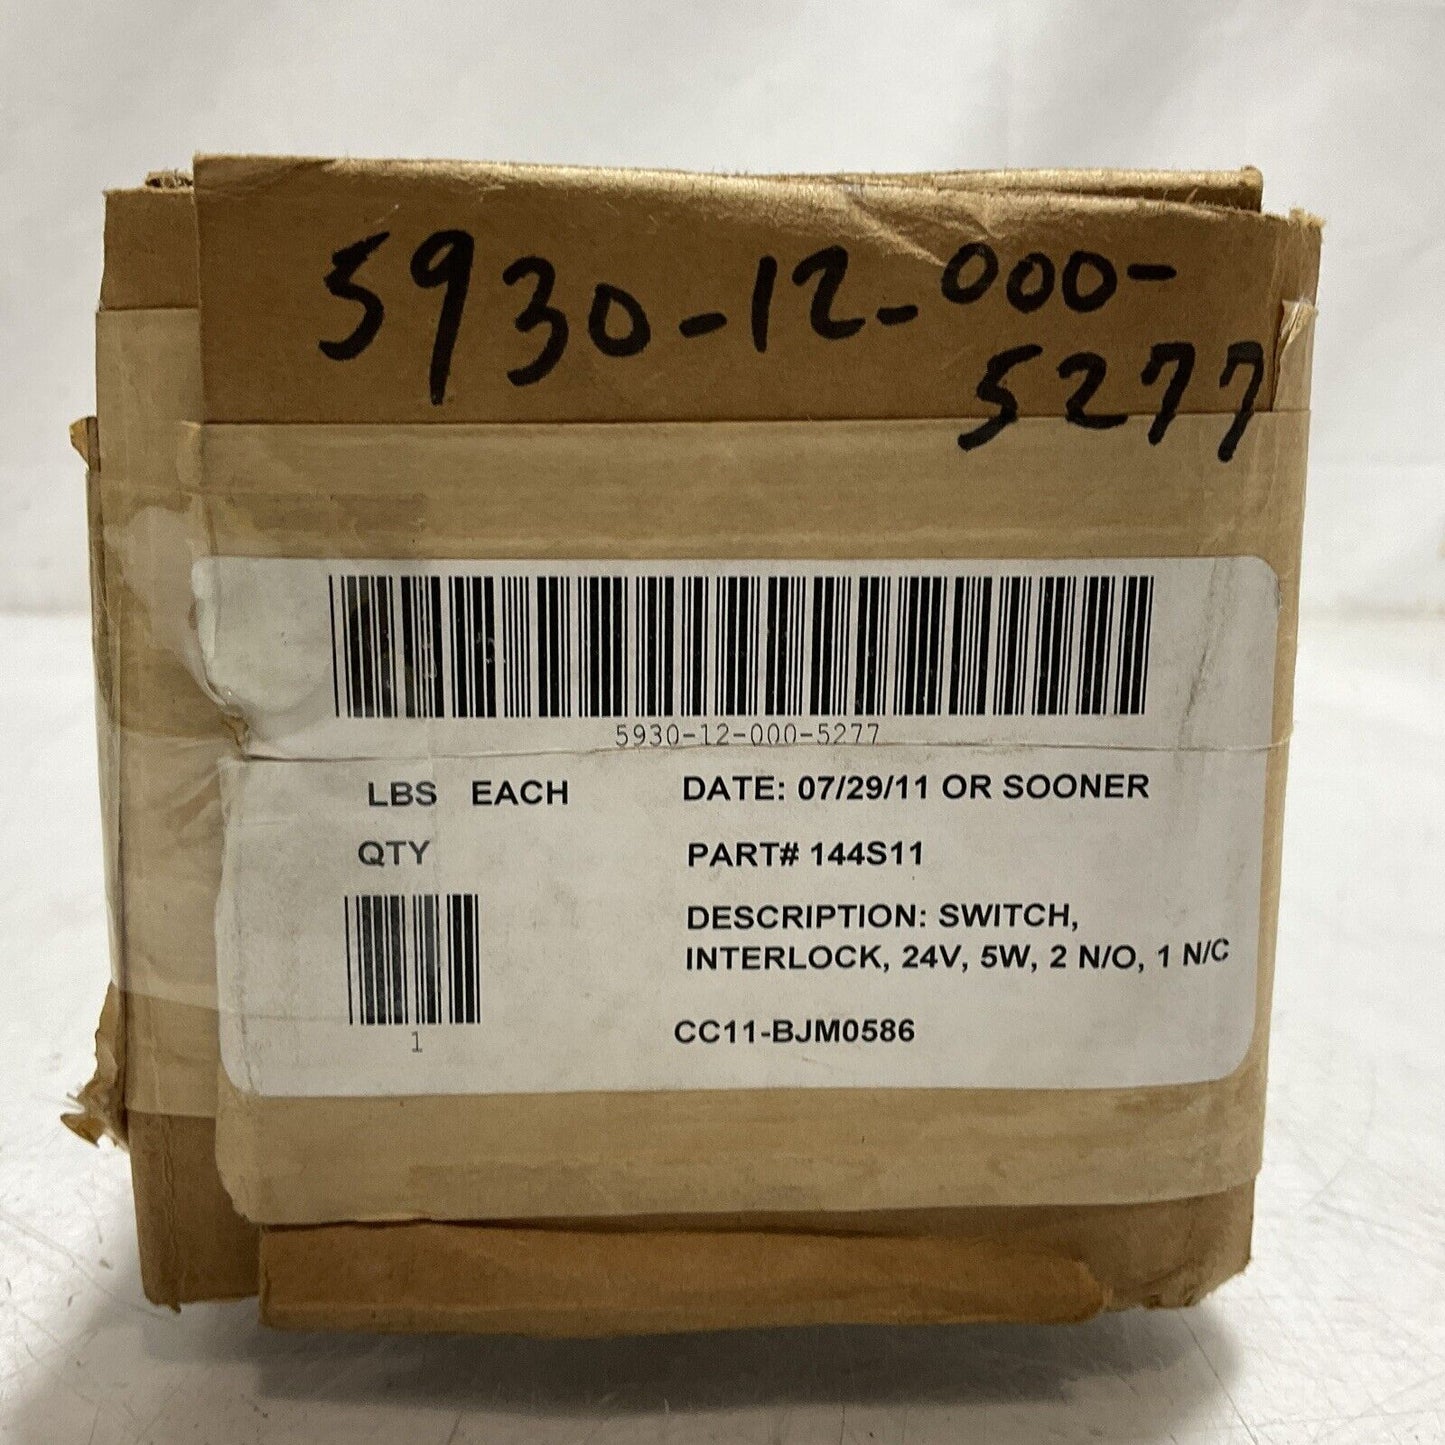 5930-12-000-
5277
5930-12-000-5277
LBS EACH
DATE: 07/29/11 OR SOONER
QTY
PART# 144S11
1
DESCRIPTION: SWITCH,
INTERLOCK, 24V, 5W, 2 N/O, 1 N/C
CC11-BJM0586